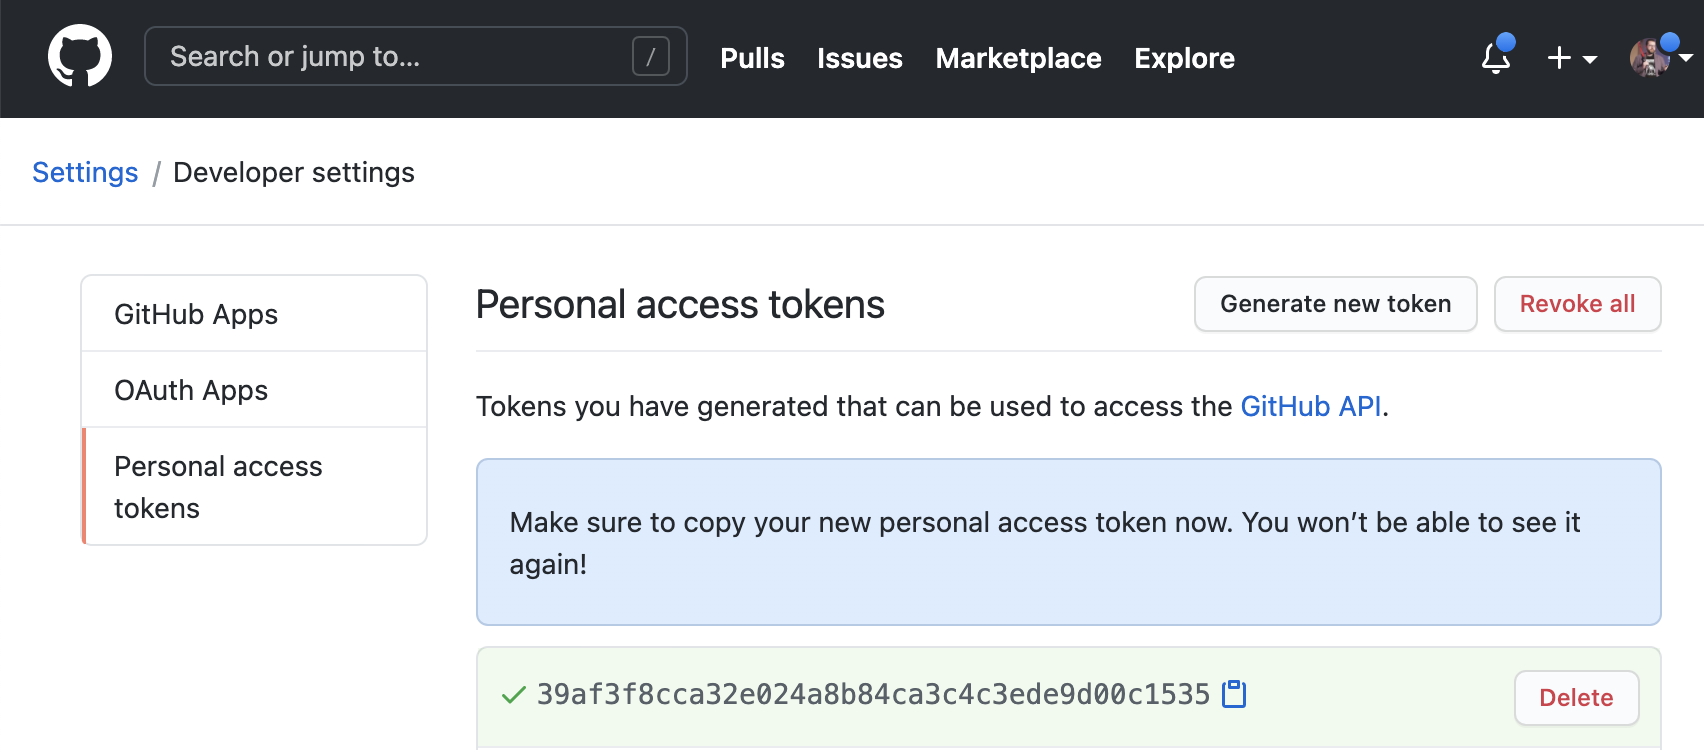 Search or jump to... /
Pulls Issues Marketplace Explore
Settings / Developer settings
GitHub Apps
OAuth Apps
Personal access
tokens
Personal access tokens
Generate new token
Revoke all
Tokens you have generated that can be used to access the GitHub API.
Make sure to copy your new personal access token now. You won’t be able to see it
again!
39af3f8cca32e024a8b84ca3c4c3ede9d00c1535
Delete